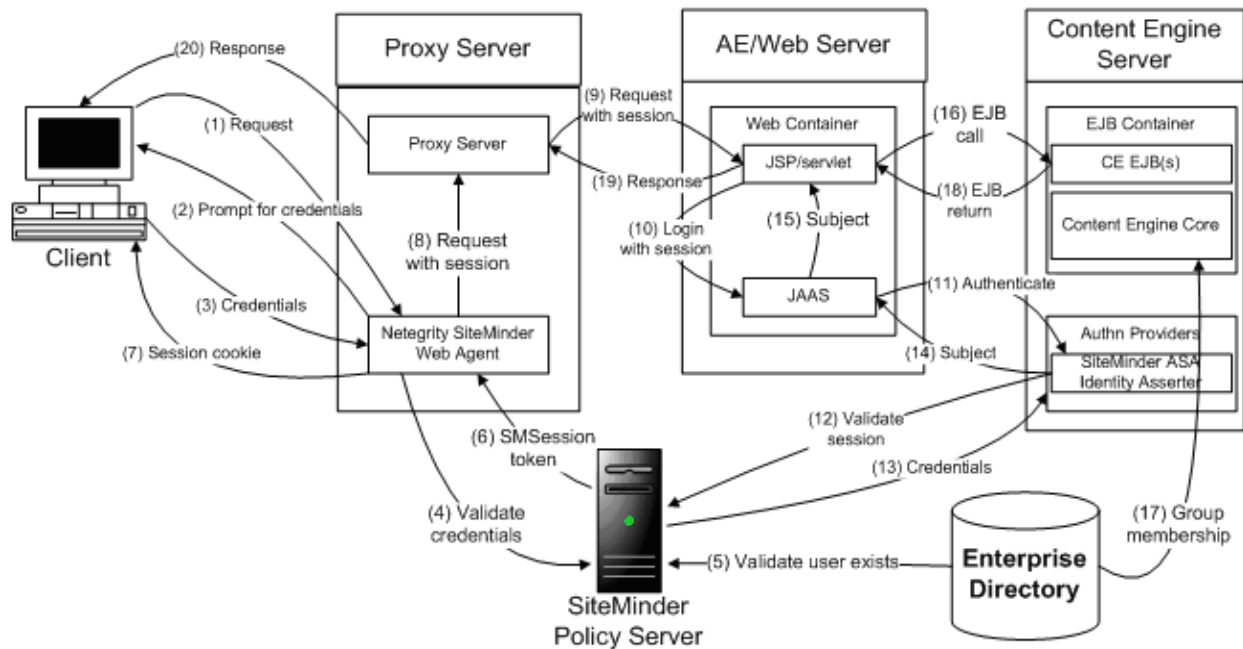 Proxy Server
AE/Web Server
Content Engine
Server
(20) Response
(1) Request
(2) Prompt for credentials
Client
(3) Credentials
(7) Session cookie
Proxy Server
(8) Request
with session
Netegrity SiteMinder
Web Agent
(9) Request
with session
(19) Response
(10) Login
with session
Web Container
JSP/servlet
(15) Subject
JAAS
(16) EJB
call
(18) EJB
return
EJB Container
CE EJB(s)
Content Engine Core
(11) Authenticate
(14) Subject
Authn Providers
SiteMinder ASA
Identity Asserter
(12) Validate
session
(13) Credentials
(6) SMSession
token
(4) Validate
credentials
(5) Validate user exists
(17) Group
membership
Enterprise
Directory
SiteMinder
Policy Server